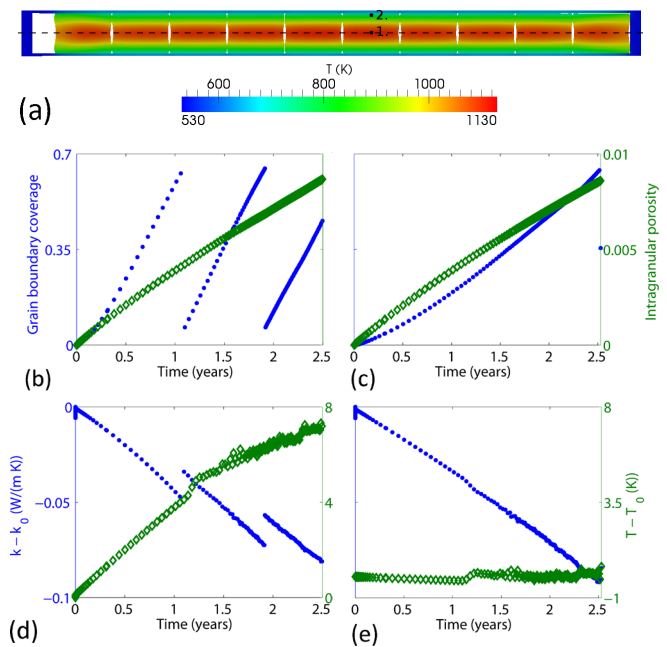 2.
1.
T (K)
600 800 1000
530 1130
(a)
0.7
0.35
0
Grain boundary coverage
0 0.5 1 1.5 2 2.5
Time (years)
(b)
0.01
0.005
0
Intragranular porosity
0 0.5 1 1.5 2 2.5
Time (years)
(c)
0
−0.05
−0.1
k − k0 (W/(m K))
8
4
0
0 0.5 1 1.5 2 2.5
Time (years)
(d)
8
3.5
−1
T − T0 (K))
0 0.5 1 1.5 2 2.5
Time (years)
(e)